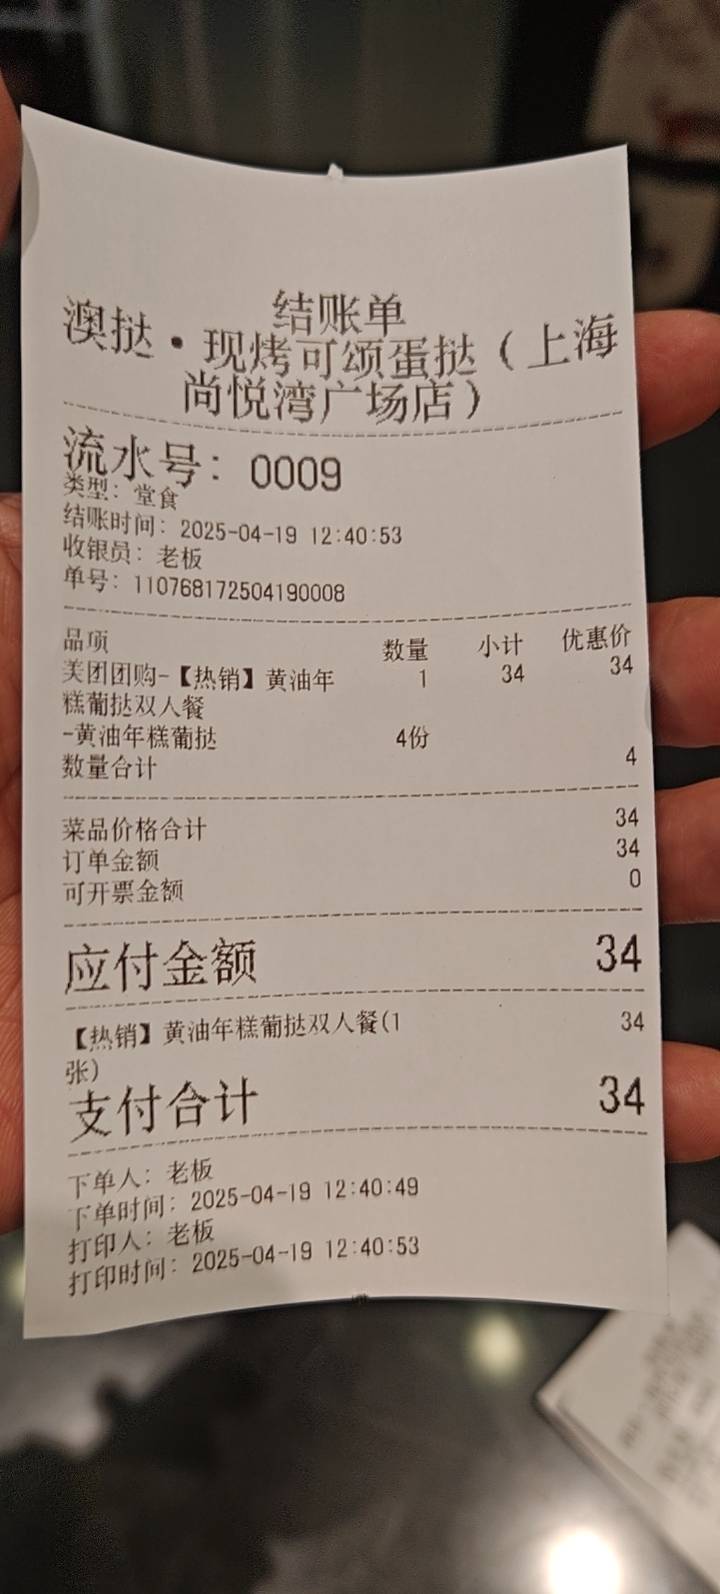 结账单
澳挞·现烤可颂蛋挞（上海
尚悦湾广场店）
流水号：0009
类型：堂食
结账时间：2025-04-19 12:40:53
收银员：老板
单号：110768172504190008
品项 数量 小计 优惠价
美团团购-【热销】黄油年 1 34 34
糕葡挞双人餐
-黄油年糕葡挞 4份
数量合计 4
菜品价格合计 34
订单金额 34
可开票金额 0
应付金额 34
【热销】黄油年糕葡挞双人餐(1 34
张)
支付合计 34
下单人：老板
下单时间：2025-04-19 12:40:49
打印人：老板
打印时间：2025-04-19 12:40:53